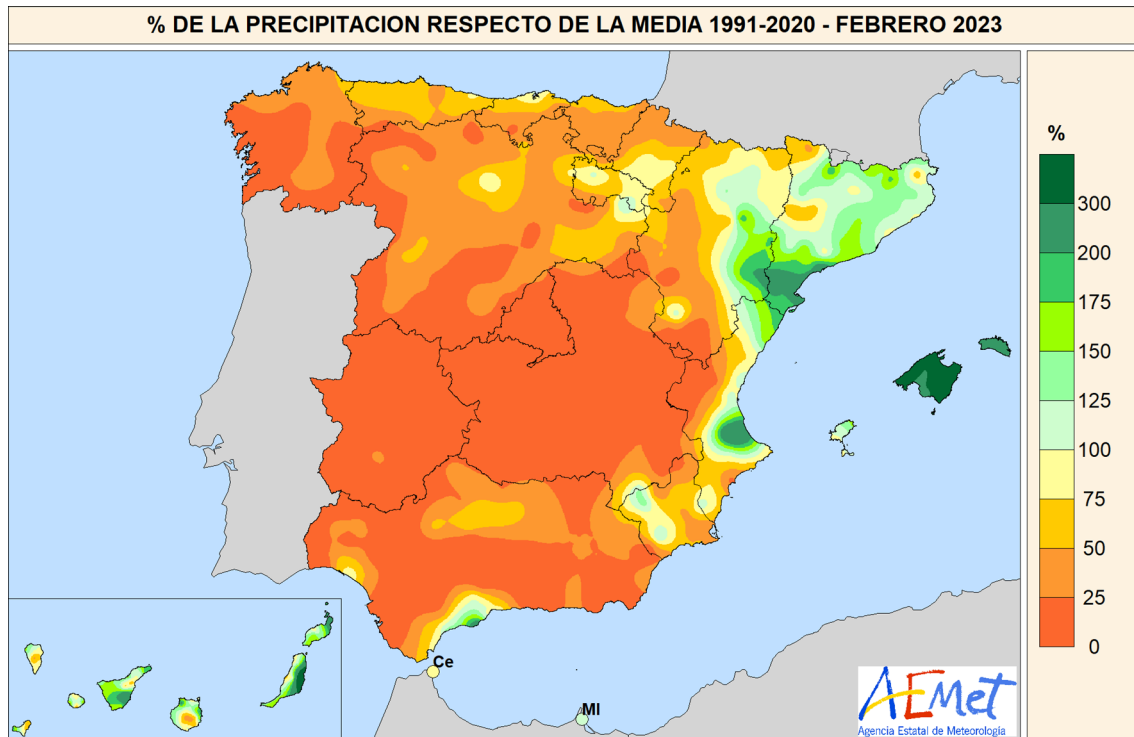 % DE LA PRECIPITACION RESPECTO DE LA MEDIA 1991-2020 - FEBRERO 2023
%
300
200
175
150
125
100
75
50
25
0
Ce
Ml
AEMet
Agencia Estatal de Meteorología